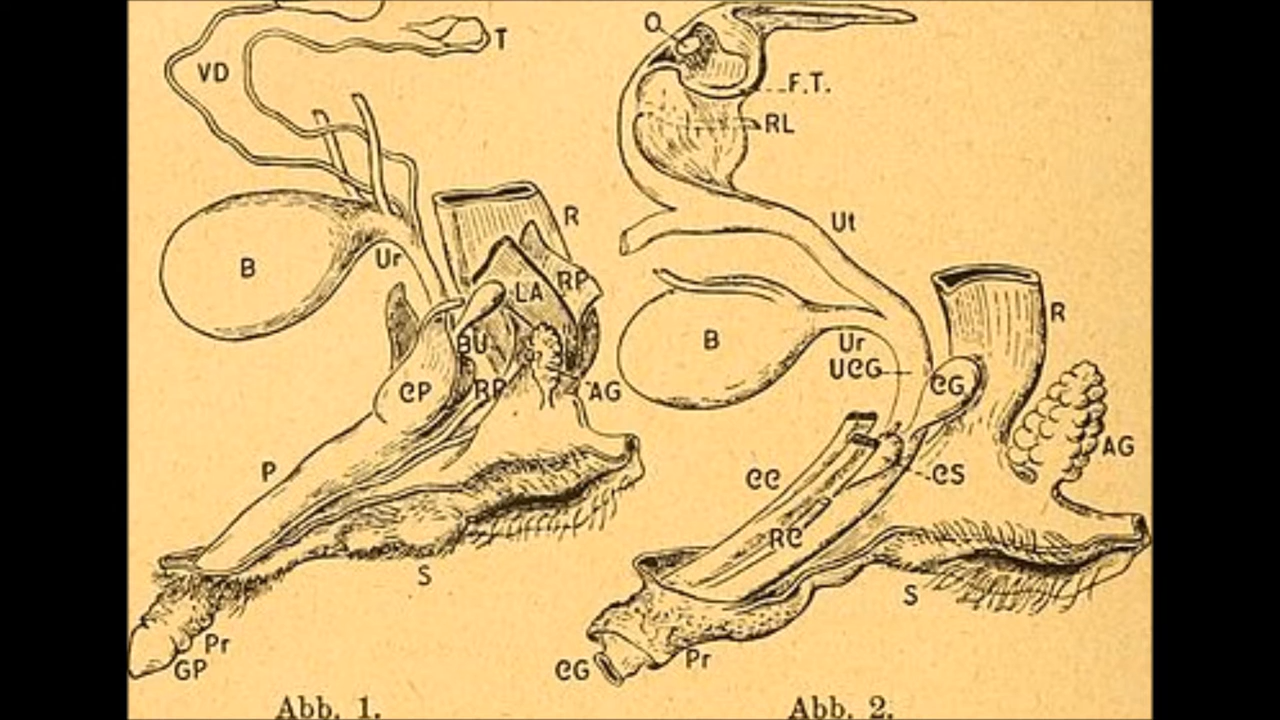 T
VD
B
Ur
R
LA
RP
BU
CP
RP
AG
P
S
Pr
GP
Abb. 1.
O
F.T.
RL
Ut
R
B
Ur
UCG
CG
AG
CS
CC
RC
S
Pr
CG
Abb. 2.